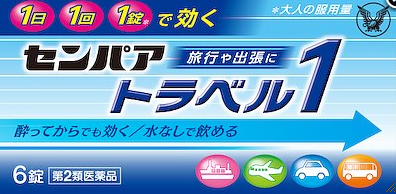 1日 1回 1錠※で効く
※大人の服用量
センパア
旅行や出張に
トラベル1
酔ってからでも効く／水なしで飲める
6錠 第2類医薬品